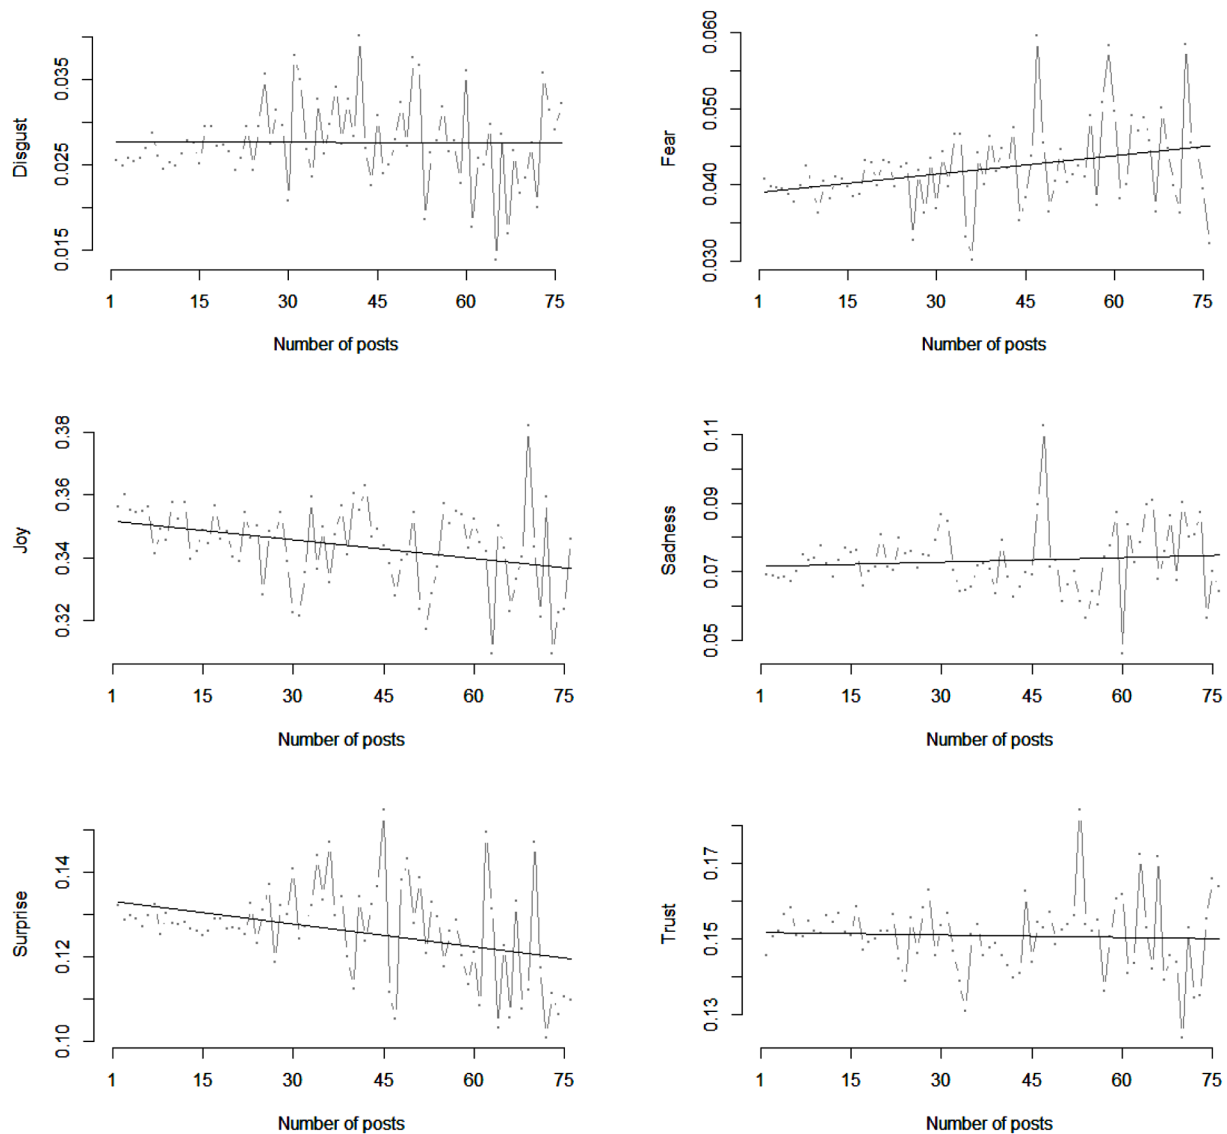 Disgust
0.035
0.025
0.015
1 15 30 45 60 75
Number of posts
Fear
0.060
0.050
0.040
0.030
1 15 30 45 60 75
Number of posts
Joy
0.38
0.36
0.34
0.32
1 15 30 45 60 75
Number of posts
Sadness
0.11
0.09
0.07
0.05
1 15 30 45 60 75
Number of posts
Surprise
0.14
0.12
0.10
1 15 30 45 60 75
Number of posts
Trust
0.17
0.15
0.13
1 15 30 45 60 75
Number of posts